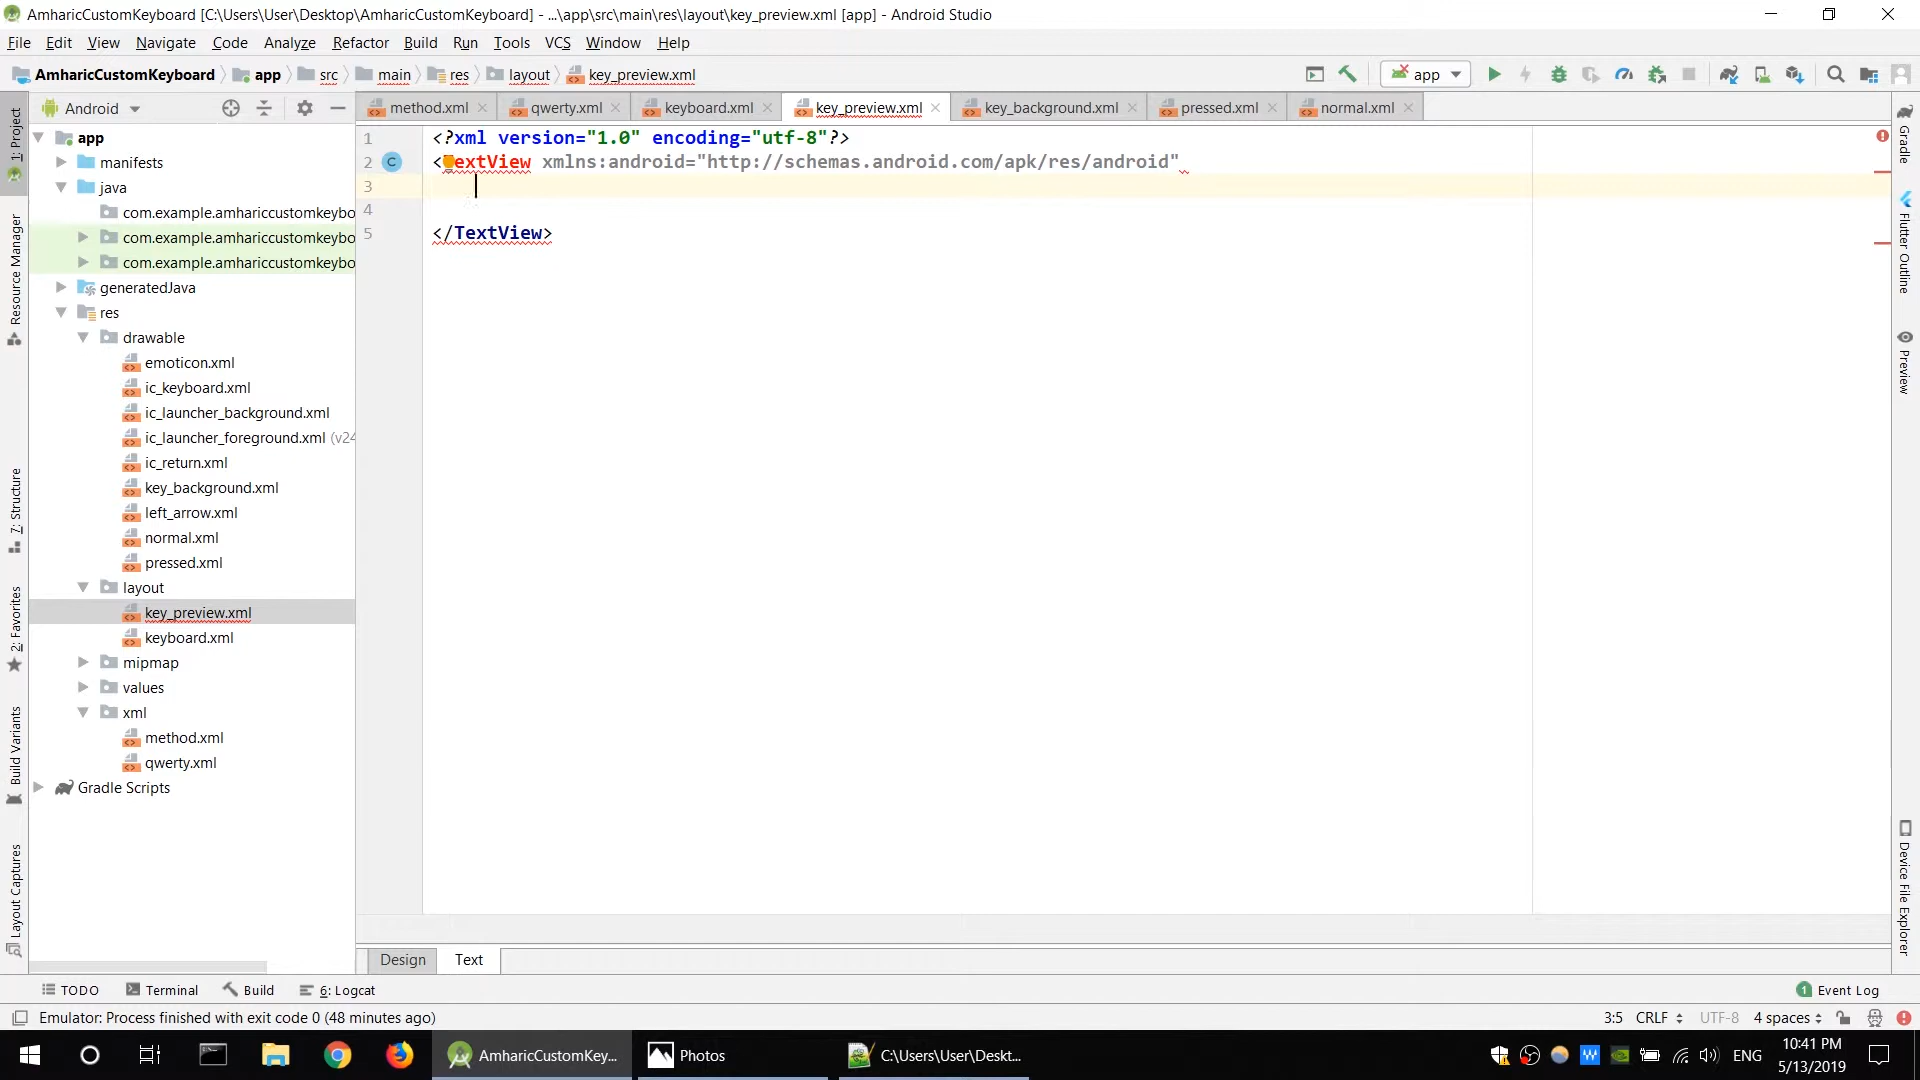 AmharicCustomKeyboard [C:\Users\User\Desktop\AmharicCustomKeyboard] - ...\app\src\main\res\layout\key_preview.xml [app] - Android Studio
File Edit View Navigate Code Analyze Refactor Build Run Tools VCS Window Help
AmharicCustomKeyboard app src main res layout key_preview.xml
app
Android
method.xml qwerty.xml keyboard.xml key_preview.xml key_background.xml pressed.xml normal.xml
1: Project
Resource Manager
7: Structure
2: Favorites
Build Variants
Layout Captures
app
manifests
java
com.example.amhariccustomkeybo
com.example.amhariccustomkeybo
com.example.amhariccustomkeybo
generatedJava
res
drawable
emoticon.xml
ic_keyboard.xml
ic_launcher_background.xml
ic_launcher_foreground.xml (v24
ic_return.xml
key_background.xml
left_arrow.xml
normal.xml
pressed.xml
layout
key_preview.xml
keyboard.xml
mipmap
values
xml
method.xml
qwerty.xml
Gradle Scripts
1 <?xml version="1.0" encoding="utf-8"?>
2 C <TextView xmlns:android="http://schemas.android.com/apk/res/android"
3
4
5 </TextView>
Gradle
Flutter Outline
Preview
Device File Explorer
Design Text
TODO Terminal Build 6: Logcat 1 Event Log
Emulator: Process finished with exit code 0 (48 minutes ago) 3:5 CRLF UTF-8 4 spaces
AmharicCustomKey... Photos C:\Users\User\Deskt... ENG 10:41 PM
5/13/2019